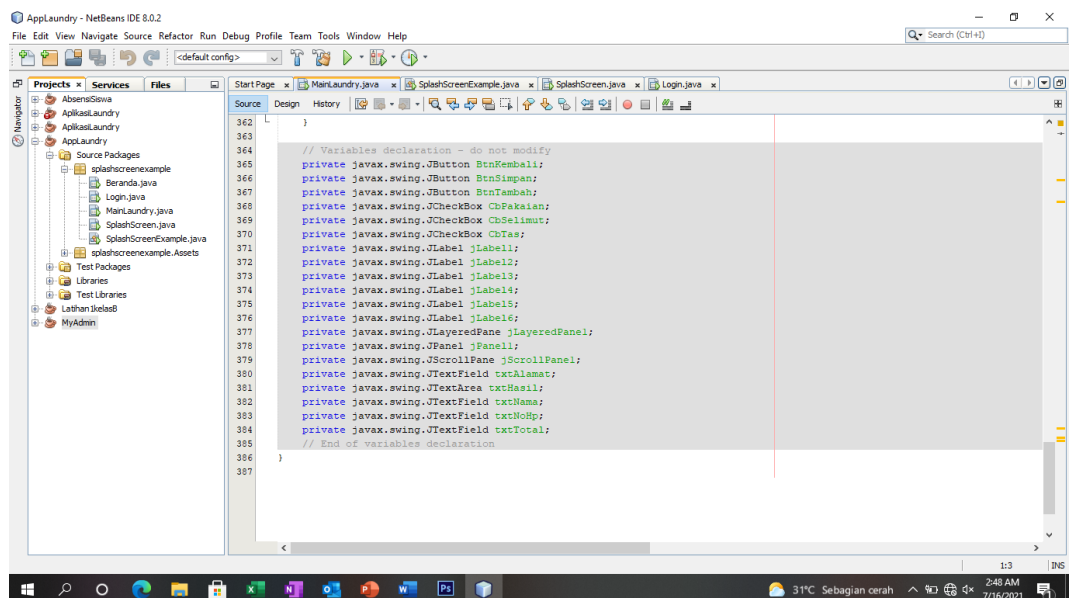 AppLaundry - NetBeans IDE 8.0.2
File Edit View Navigate Source Refactor Run Debug Profile Team Tools Window Help
Search (Ctrl+I)
<default config>
Projects Services Files
Start Page MainLaundry.java SplashScreenExample.java SplashScreen.java Login.java
Source Design History
Navigator
AbsensiSiswa
AplikasiLaundry
AplikasiLaundry
AppLaundry
Source Packages
splashscreenexample
Beranda.java
Login.java
MainLaundry.java
SplashScreen.java
SplashScreenExample.java
splashscreenexample.Assets
Test Packages
Libraries
Test Libraries
Latihan1kelasB
MyAdmin
362 }
363
364 // Variables declaration - do not modify
365 private javax.swing.JButton BtnKembali;
366 private javax.swing.JButton BtnSimpan;
367 private javax.swing.JButton BtnTambah;
368 private javax.swing.JCheckBox CbPakaian;
369 private javax.swing.JCheckBox CbSelimut;
370 private javax.swing.JCheckBox CbTas;
371 private javax.swing.JLabel jLabel1;
372 private javax.swing.JLabel jLabel2;
373 private javax.swing.JLabel jLabel3;
374 private javax.swing.JLabel jLabel4;
375 private javax.swing.JLabel jLabel5;
376 private javax.swing.JLabel jLabel6;
377 private javax.swing.JLayeredPane jLayeredPane1;
378 private javax.swing.JPanel jPanel1;
379 private javax.swing.JScrollPane jScrollPane1;
380 private javax.swing.JTextField txtAlamat;
381 private javax.swing.JTextArea txtHasil;
382 private javax.swing.JTextField txtNama;
383 private javax.swing.JTextField txtNoHp;
384 private javax.swing.JTextField txtTotal;
385 // End of variables declaration
386 }
387
1:3 INS
31°C Sebagian cerah
2:48 AM
7/16/2021